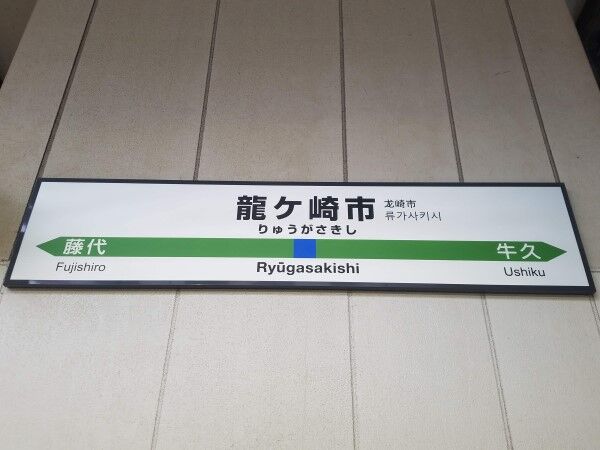 龍ケ崎市
龙崎市
류가사키시
りゅうがさきし
藤代
牛久
Fujishiro
Ryūgasakishi
Ushiku